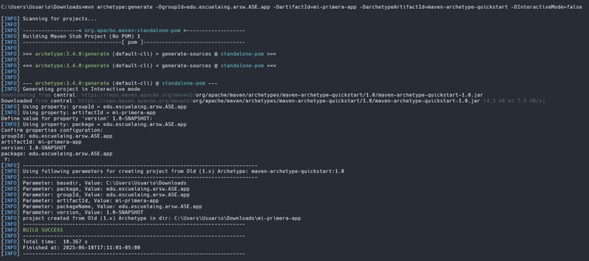 C:\Users\Usuario\Downloads>mvn archetype:generate -DgroupId=edu.escuelaing.arsw.ASE.app -DartifactId=mi-primera-app -DarchetypeArtifactId=maven-archetype-quickstart -DInteractiveMode=false
[INFO] Scanning for projects...
[INFO]
[INFO] ------------------< org.apache.maven:standalone-pom >-------------------
[INFO] Building Maven Stub Project (No POM) 1
[INFO] --------------------------------[ pom ]---------------------------------
[INFO]
[INFO] >>> archetype:3.4.0:generate (default-cli) > generate-sources @ standalone-pom >>>
[INFO]
[INFO] <<< archetype:3.4.0:generate (default-cli) < generate-sources @ standalone-pom <<<
[INFO]
[INFO]
[INFO] --- archetype:3.4.0:generate (default-cli) @ standalone-pom ---
[INFO] Generating project in Interactive mode
Downloading from central: https://repo.maven.apache.org/maven2/org/apache/maven/archetypes/maven-archetype-quickstart/1.0/maven-archetype-quickstart-1.0.jar
Downloaded from central: https://repo.maven.apache.org/maven2/org/apache/maven/archetypes/maven-archetype-quickstart/1.0/maven-archetype-quickstart-1.0.jar (4.3 kB at 7.0 kB/s)
[INFO] Using property: groupId = edu.escuelaing.arsw.ASE.app
[INFO] Using property: artifactId = mi-primera-app
Define value for property 'version' 1.0-SNAPSHOT:
[INFO] Using property: package = edu.escuelaing.arsw.ASE.app
Confirm properties configuration:
groupId: edu.escuelaing.arsw.ASE.app
artifactId: mi-primera-app
version: 1.0-SNAPSHOT
package: edu.escuelaing.arsw.ASE.app
Y:
[INFO] ----------------------------------------------------------------------------
[INFO] Using following parameters for creating project from Old (1.x) Archetype: maven-archetype-quickstart:1.0
[INFO] ----------------------------------------------------------------------------
[INFO] Parameter: basedir, Value: C:\Users\Usuario\Downloads
[INFO] Parameter: package, Value: edu.escuelaing.arsw.ASE.app
[INFO] Parameter: groupId, Value: edu.escuelaing.arsw.ASE.app
[INFO] Parameter: artifactId, Value: mi-primera-app
[INFO] Parameter: packageName, Value: edu.escuelaing.arsw.ASE.app
[INFO] Parameter: version, Value: 1.0-SNAPSHOT
[INFO] project created from Old (1.x) Archetype in dir: C:\Users\Usuario\Downloads\mi-primera-app
[INFO] ------------------------------------------------------------------------
[INFO] BUILD SUCCESS
[INFO] ------------------------------------------------------------------------
[INFO] Total time:  10.367 s
[INFO] Finished at: 2025-06-10T17:11:01-05:00
[INFO] ------------------------------------------------------------------------